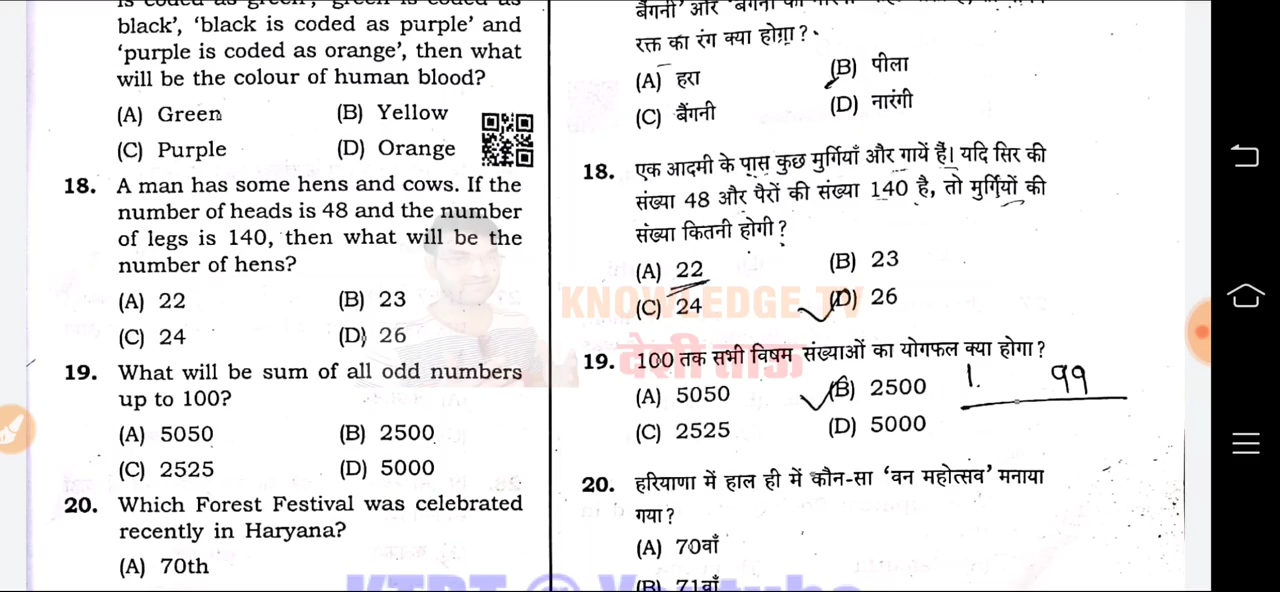 black', 'black is coded as purple' and
'purple is coded as orange', then what
will be the colour of human blood?
(A) Green (B) Yellow
(C) Purple (D) Orange
18. A man has some hens and cows. If the
number of heads is 48 and the number
of legs is 140, then what will be the
number of hens?
(A) 22 (B) 23
(C) 24 (D) 26
19. What will be sum of all odd numbers
up to 100?
(A) 5050 (B) 2500
(C) 2525 (D) 5000
20. Which Forest Festival was celebrated
recently in Haryana?
(A) 70th
रक्त का रंग क्या होगा?
(A) हरा (B) पीला
(C) बैंगनी (D) नारंगी
18. एक आदमी के पास कुछ मुर्गियाँ और गायें हैं। यदि सिर की
संख्या 48 और पैरों की संख्या 140 है, तो मुर्गियों की
संख्या कितनी होगी?
(A) 22 (B) 23
(C) 24 (D) 26
KNOWLEDGE TV
देसी ताऊ
19. 100 तक सभी विषम संख्याओं का योगफल क्या होगा?
(A) 5050 (B) 2500 1. 99
(C) 2525 (D) 5000
20. हरियाणा में हाल ही में कौन-सा 'वन महोत्सव' मनाया
गया?
(A) 70वाँ
(B) 71वाँ
KTDT @ Youtube